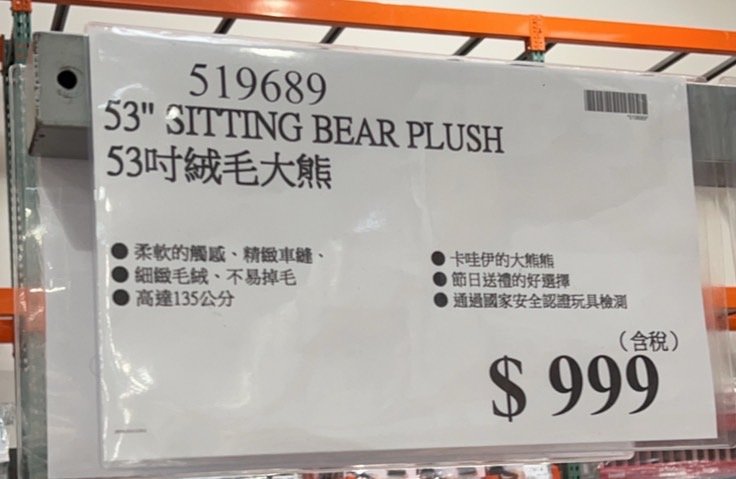 519689
53" SITTING BEAR PLUSH
53吋絨毛大熊
● 柔軟的觸感、精緻車縫、
● 細緻毛絨、不易掉毛
● 高達135公分
● 卡哇伊的大熊熊
● 節日送禮的好選擇
● 通過國家安全認證玩具檢測
（含稅）
$ 999